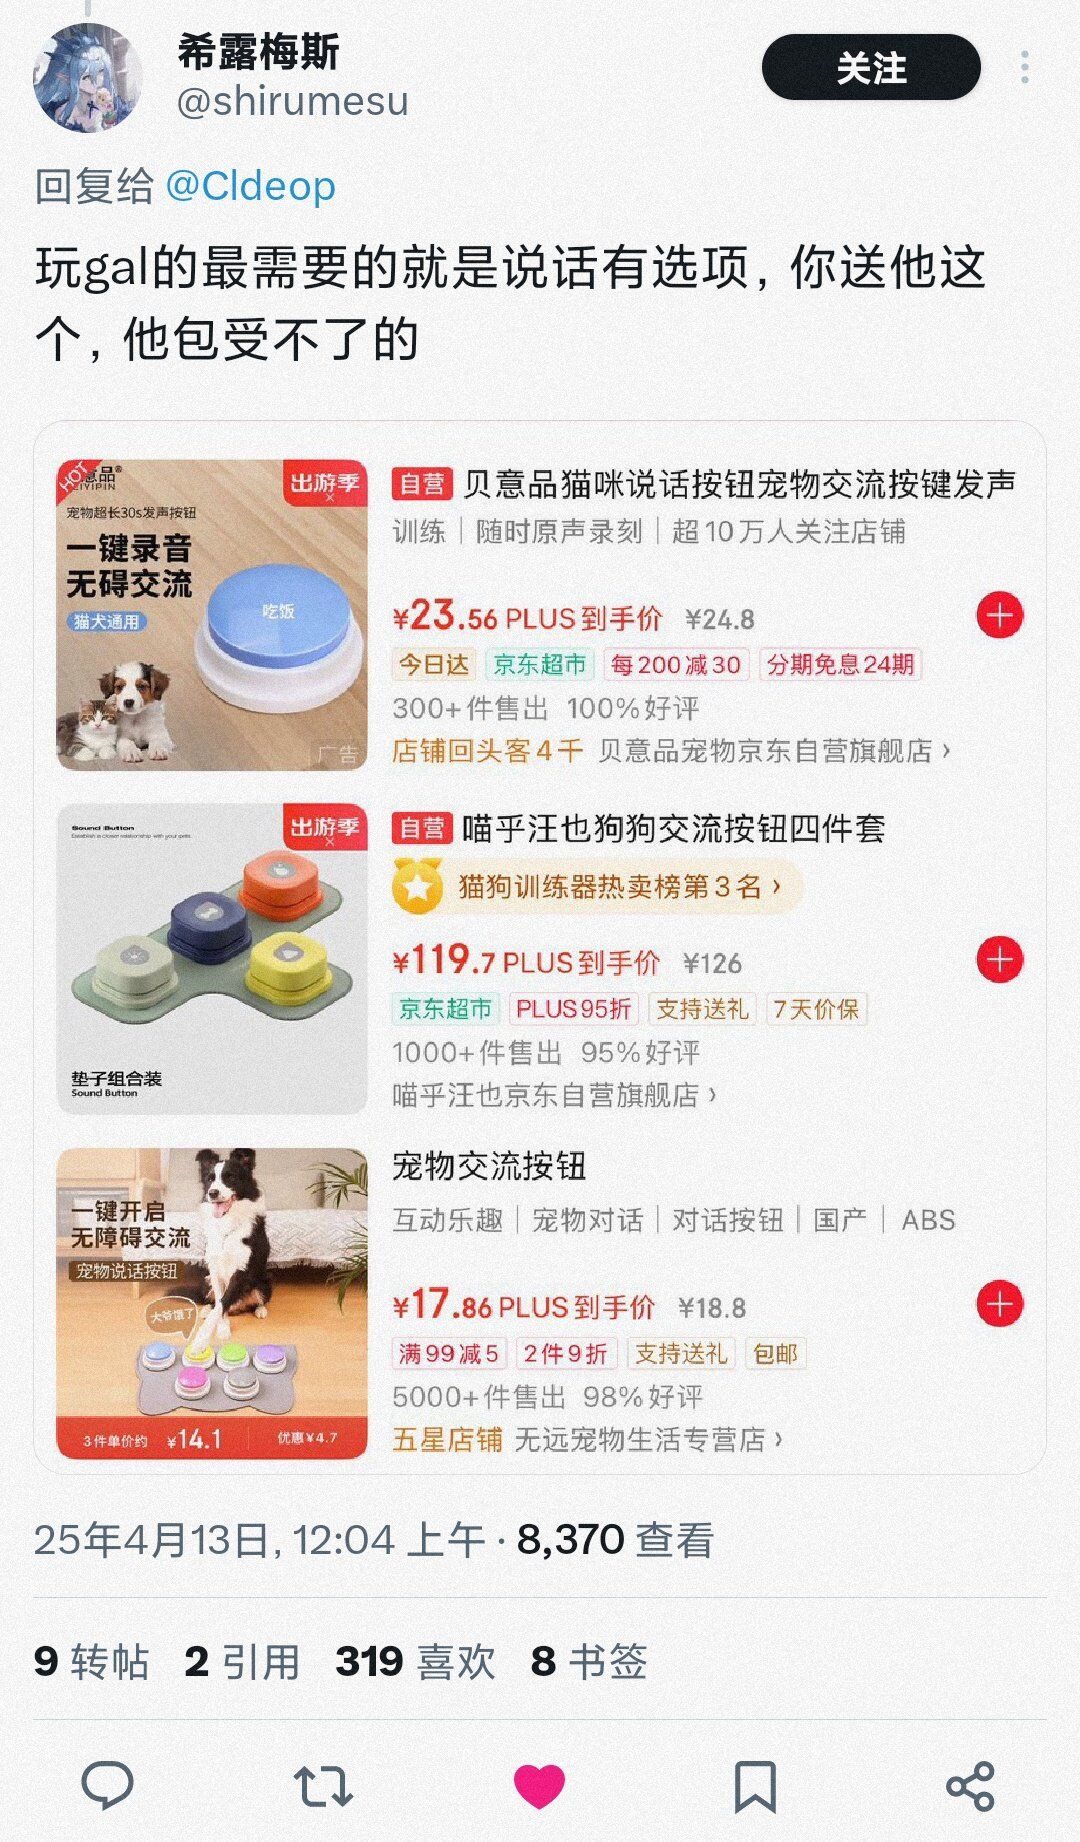 希露梅斯
@shirumesu
关注
回复给 @Cldeop
玩gal的最需要的就是说话有选项，你送他这
个，他包受不了的
HOT
意品®
EIYIPIN
出游季
宠物超长30s发声按钮
一键录音
无碍交流
猫犬通用
吃饭
广告
自营 贝意品猫咪说话按钮宠物交流按键发声
训练｜随时原声录刻｜超10万人关注店铺
¥23.56 PLUS到手价 ¥24.8
今日达 京东超市 每200减30 分期免息24期
300+件售出 100%好评
店铺回头客4千 贝意品宠物京东自营旗舰店 ›
Sound Button
Establish a closer relationship with your pets.
出游季
垫子组合装
Sound Button
自营 喵乎汪也狗狗交流按钮四件套
猫狗训练器热卖榜第3名 ›
¥119.7 PLUS到手价 ¥126
京东超市 PLUS95折 支持送礼 7天价保
1000+件售出 95%好评
喵乎汪也京东自营旗舰店 ›
一键开启
无障碍交流
宠物说话按钮
大爷饿了
3件单价约 ¥14.1 优惠¥4.7
宠物交流按钮
互动乐趣｜宠物对话｜对话按钮｜国产｜ABS
¥17.86 PLUS到手价 ¥18.8
满99减5 2件9折 支持送礼 包邮
5000+件售出 98%好评
五星店铺 无远宠物生活专营店 ›
25年4月13日, 12:04 上午 · 8,370 查看
9 转帖 2 引用 319 喜欢 8 书签